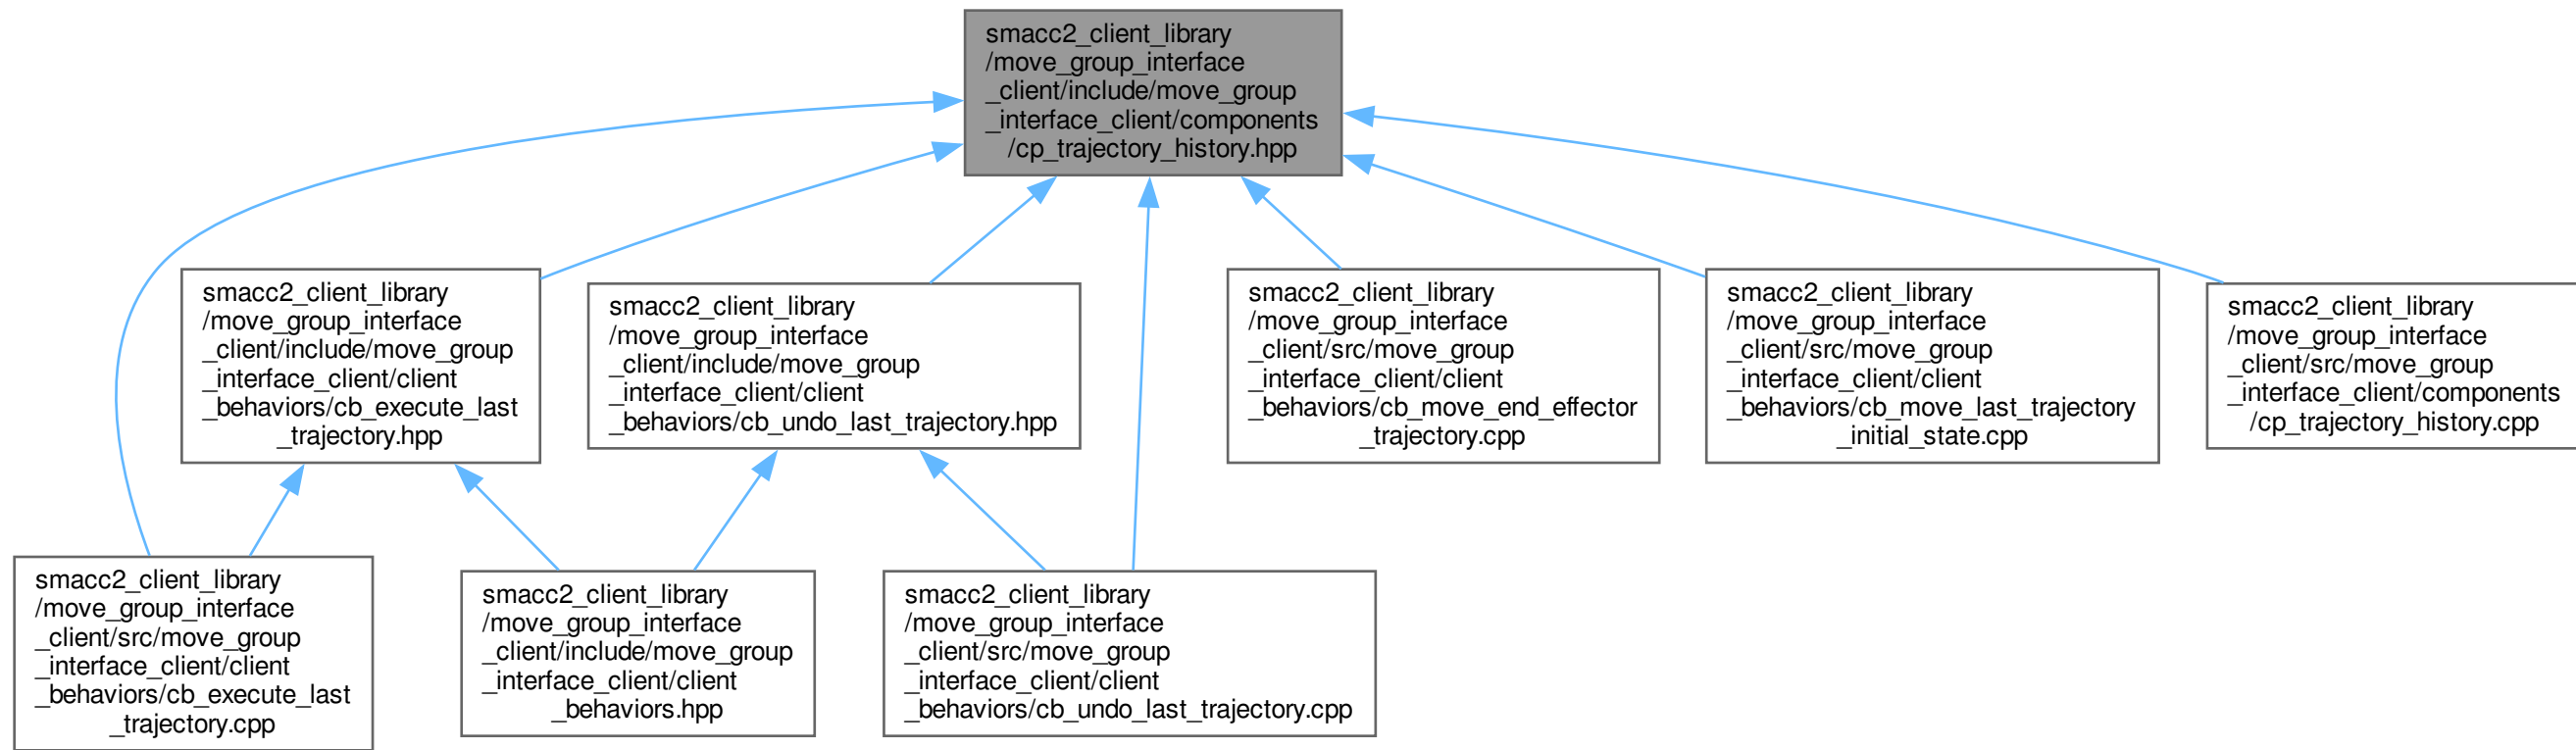 smacc2_client_library
/move_group_interface
_client/include/move_group
_interface_client/components
/cp_trajectory_history.hpp
smacc2_client_library
/move_group_interface
_client/include/move_group
_interface_client/client
_behaviors/cb_execute_last
_trajectory.hpp
smacc2_client_library
/move_group_interface
_client/include/move_group
_interface_client/client
_behaviors/cb_undo_last_trajectory.hpp
smacc2_client_library
/move_group_interface
_client/src/move_group
_interface_client/client
_behaviors/cb_move_end_effector
_trajectory.cpp
smacc2_client_library
/move_group_interface
_client/src/move_group
_interface_client/client
_behaviors/cb_move_last_trajectory
_initial_state.cpp
smacc2_client_library
/move_group_interface
_client/src/move_group
_interface_client/components
/cp_trajectory_history.cpp
smacc2_client_library
/move_group_interface
_client/src/move_group
_interface_client/client
_behaviors/cb_execute_last
_trajectory.cpp
smacc2_client_library
/move_group_interface
_client/include/move_group
_interface_client/client
_behaviors.hpp
smacc2_client_library
/move_group_interface
_client/src/move_group
_interface_client/client
_behaviors/cb_undo_last_trajectory.cpp